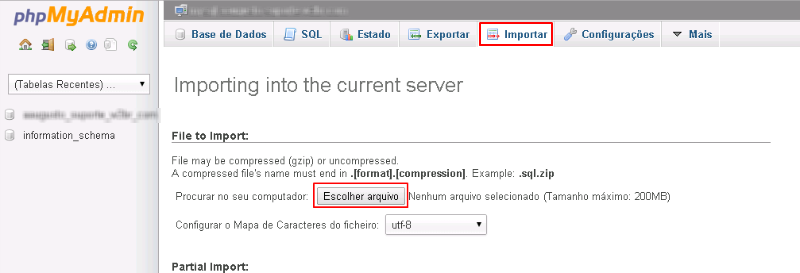 phpMyAdmin
Base de Dados SQL Estado Exportar Importar Configurações Mais
(Tabelas Recentes) ...
information_schema
Importing into the current server
File to Import:
File may be compressed (gzip) or uncompressed.
A compressed file's name must end in .[format].[compression]. Example: .sql.zip
Procurar no seu computador: Escolher arquivo Nenhum arquivo selecionado (Tamanho máximo: 200MB)
Configurar o Mapa de Caracteres do ficheiro: utf-8
Partial Import: